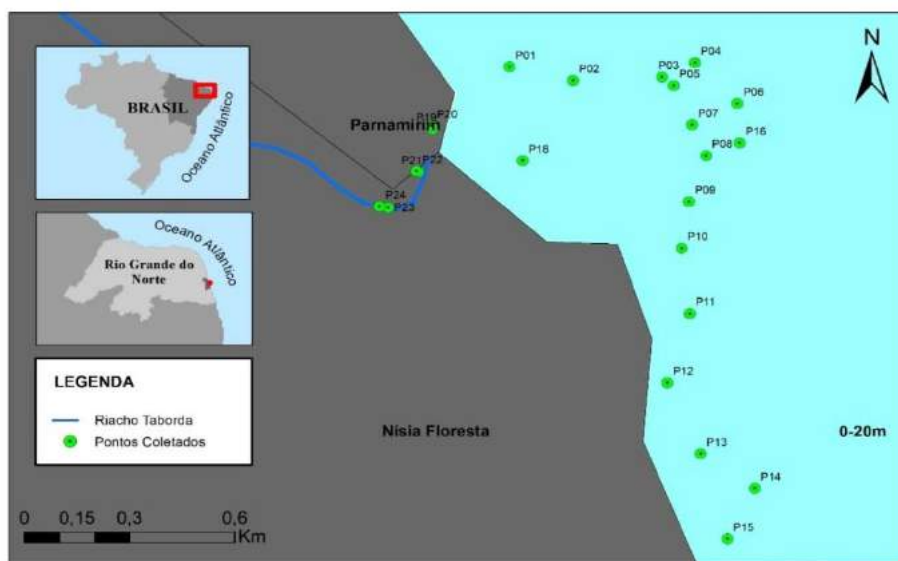 N
BRASIL
Oceano Atlântico
Oceano Atlântico
Rio Grande do
Norte
LEGENDA
Riacho Taborda
Pontos Coletados
0 0,15 0,3 0,6
Km
Parnamirim
Nísia Floresta
0-20m
P01
P02
P03
P04
P05
P06
P07
P16
P08
P09
P10
P11
P12
P13
P14
P15
P18
P19
P20
P21
P22
P24
P23